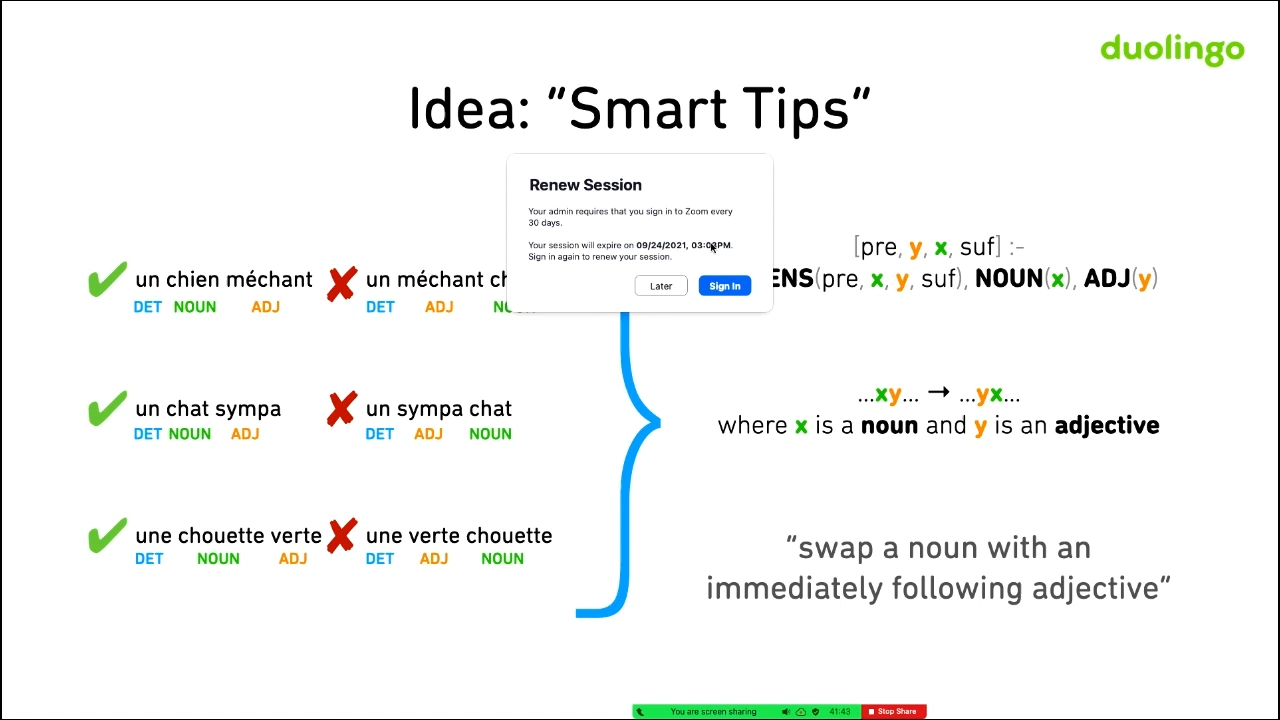 duolingo
Idea: “Smart Tips”
Renew Session
Your admin requires that you sign in to Zoom every
30 days.
Your session will expire on 09/24/2021, PM.
Sign in again to renew your session.
Later Sign In
un chien méchant un méchant
DET NOUN ADJ DET ADJ
un chat sympa un sympa chat
DET NOUN ADJ DET ADJ NOUN
une chouette verte une verte chouette
DET NOUN ADJ DET ADJ NOUN
[pre, y, x, suf] :-
ENS(pre, x, y, suf), NOUN(x), ADJ(y)
...xy... → ...yx...
where x is a noun and y is an adjective
“swap a noun with an
immediately following adjective”
You are screen sharing 41:43 Stop Share